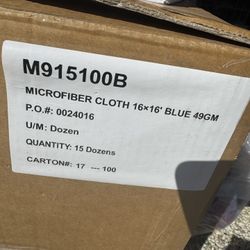 M915100B
MICROFIBER CLOTH 16×16' BLUE 49GM
P.O.#: 0024016
U/M: Dozen
QUANTITY: 15 Dozens
CARTON#: 17 --- 100